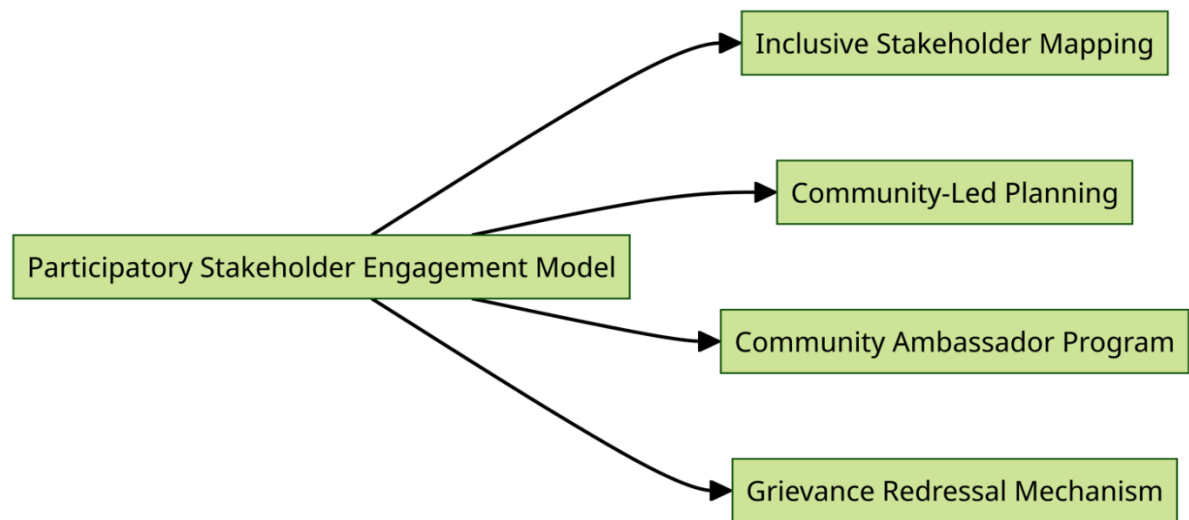 Inclusive Stakeholder Mapping
Community-Led Planning
Participatory Stakeholder Engagement Model
Community Ambassador Program
Grievance Redressal Mechanism